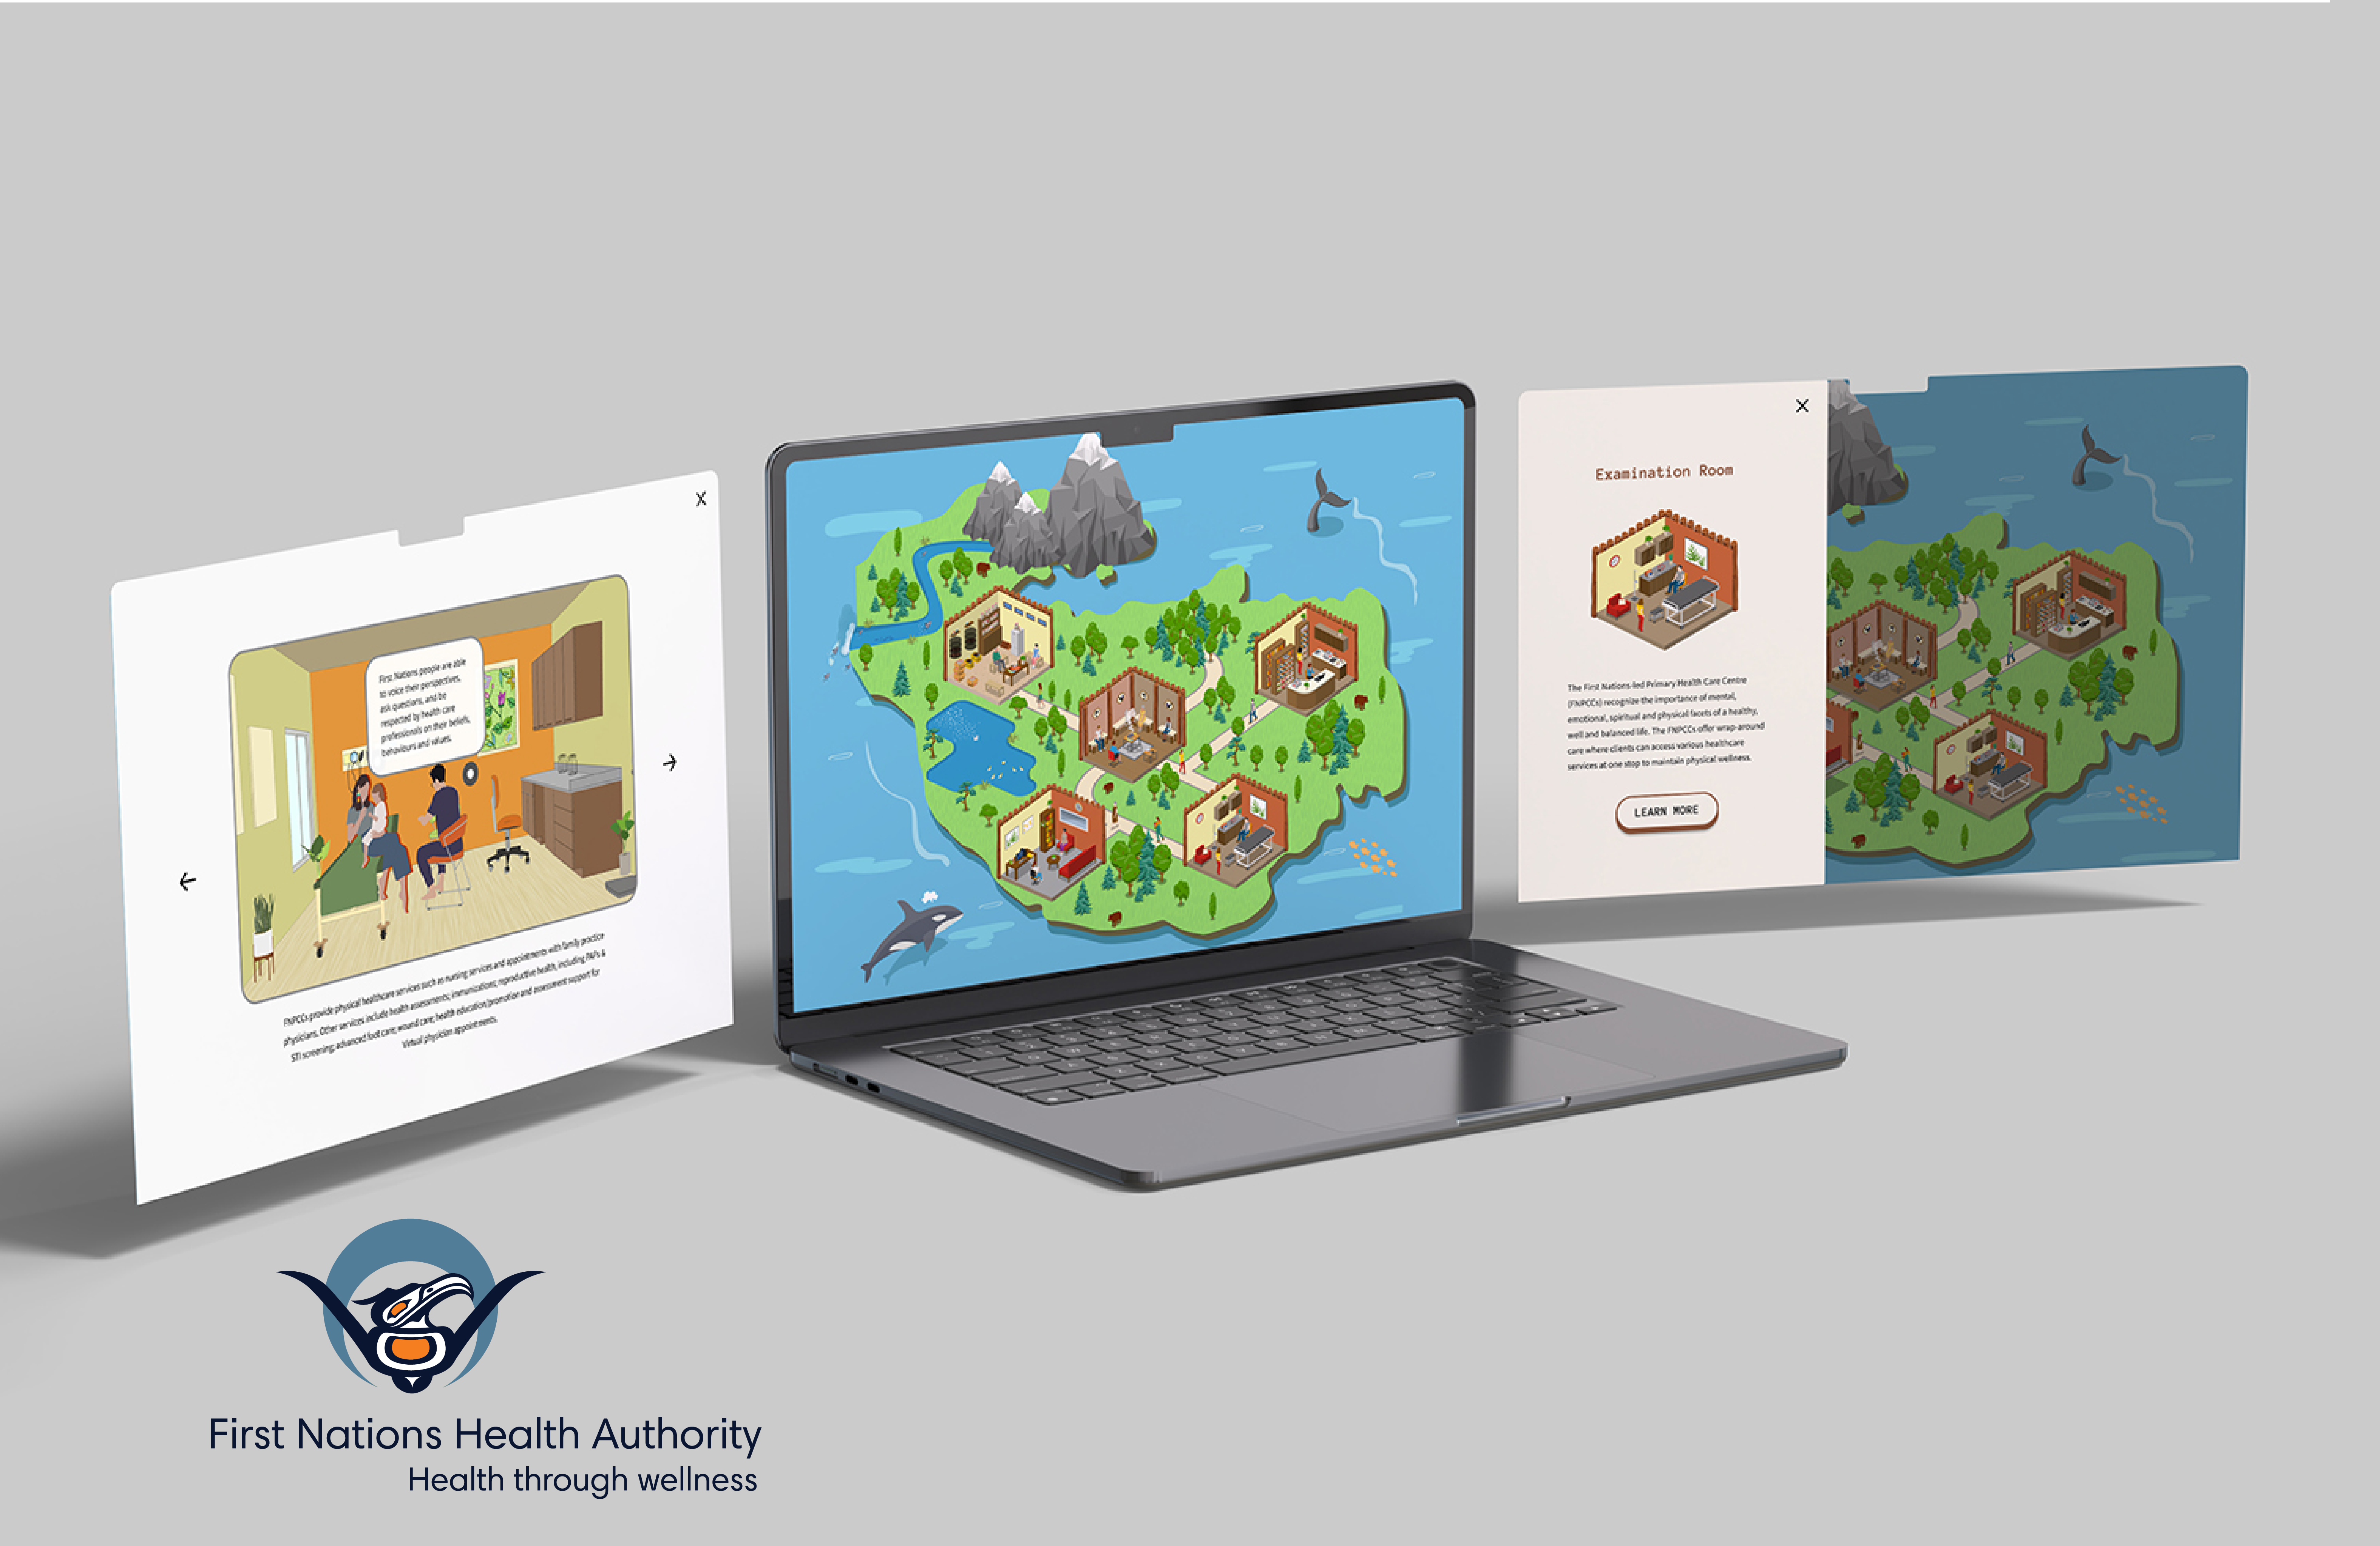 X
First Nations people are able
to voice their perspectives,
ask questions, and be
respected by health care
professionals on their beliefs,
behaviours and values.
FNPCCs provide physical healthcare services such as nursing services and appointments with family practice
physicians. Other services include health assessments; immunizations; reproductive health, including PAPs &
STI screening; advanced foot care; wound care; health education/promotion and assessment support for
Virtual physician appointments.
X
Examination Room
The First Nations-led Primary Health Care Centre
(FNPCCs) recognize the importance of mental,
emotional, spiritual and physical facets of a healthy,
well and balanced life. The FNPCCs offer wrap-around
care where clients can access various healthcare
services at one stop to maintain physical wellness.
LEARN MORE
First Nations Health Authority
Health through wellness